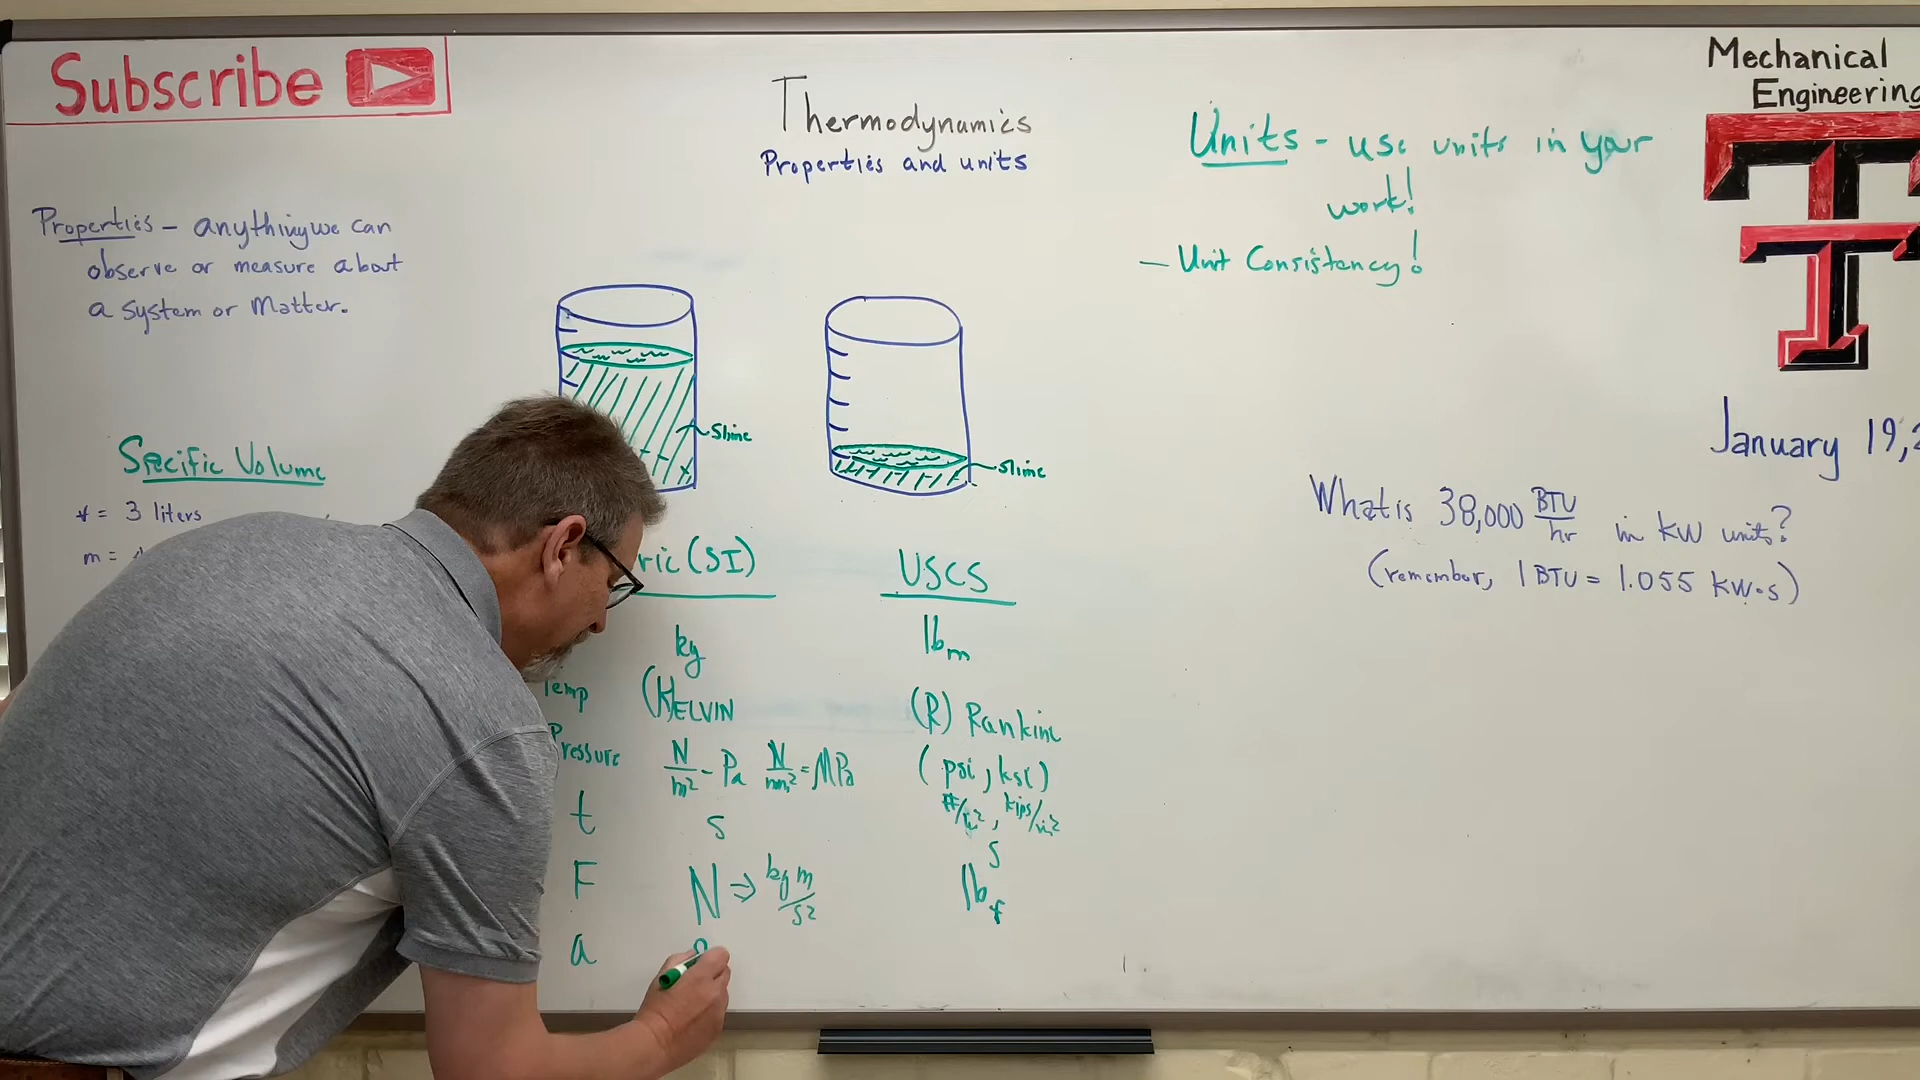 Subscribe
Thermodynamics
Properties and units
Properties - anything we can
observe or measure about
a system or Matter.
Units - use units in your
work!
- Unit Consistency!
Mechanical
Engineering
T
January 19,
Slime
Slime
Specific Volume
V = 3 liters
m =
What is 38,000 BTU/hr in kW units?
(remember, 1 BTU = 1.055 kW·s)
ric (SI) USCS
kg lbm
Temp (K)ELVIN (R) Rankine
Pressure N/m² - Pa N/mm² = MPa (psi, ksi)
#/in², kips/in²
t s s
F N ⇒ kg m/s² lbf
a